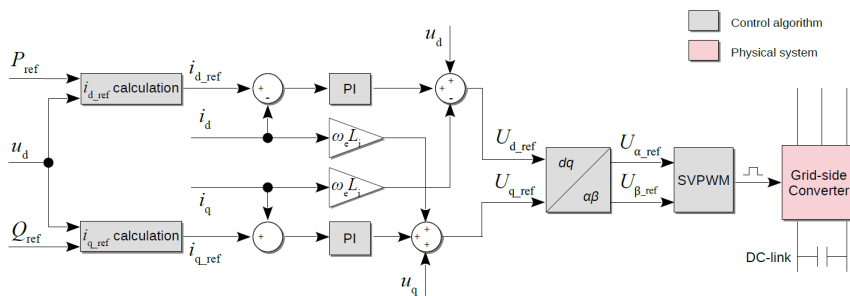 Control algorithm
Physical system
P_ref
i_d_ref calculation
i_d_ref
+
-
PI
u_d
+
+
-
i_d
ω_e L_i
u_d
i_q
ω_e L_i
Q_ref
i_q_ref calculation
i_q_ref
+
PI
+
+
+
u_q
U_d_ref
U_q_ref
dq
αβ
U_α_ref
U_β_ref
SVPWM
Grid-side
Converter
DC-link